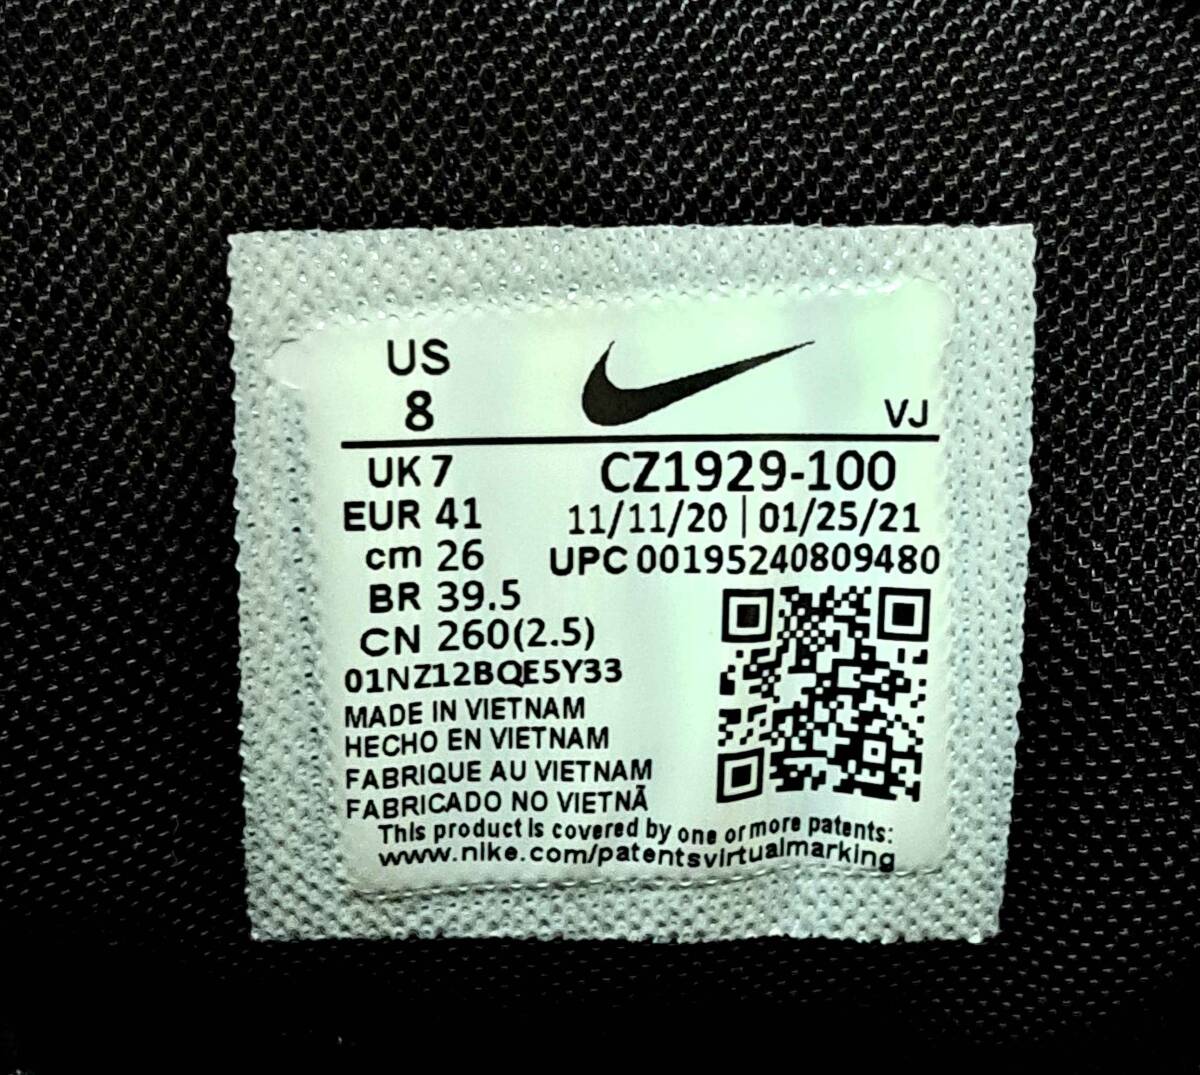 US
8
VJ
UK 7
CZ1929-100
EUR 41
11/11/20 | 01/25/21
cm 26
UPC 00195240809480
BR 39.5
CN 260(2.5)
01NZ12BQE5Y33
MADE IN VIETNAM
HECHO EN VIETNAM
FABRIQUE AU VIETNAM
FABRICADO NO VIETNÃ
This product is covered by one or more patents:
www.nike.com/patentsvirtualmarking